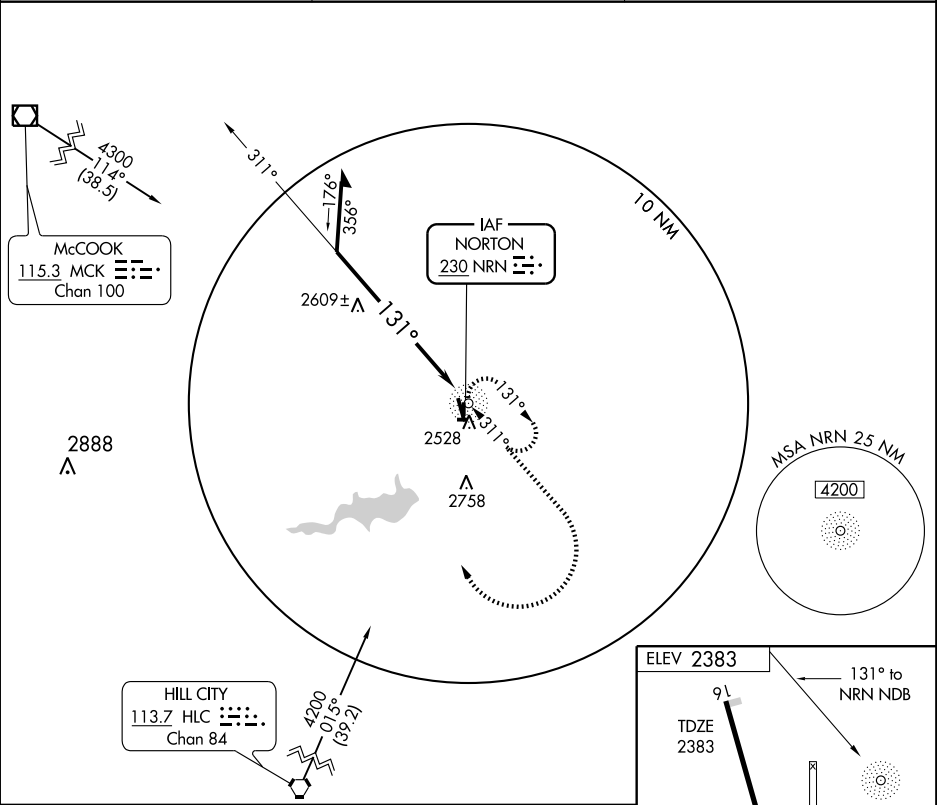 4300
114°
(38.5)
McCOOK
115.3 MCK
Chan 100
311°
176°
356°
2609±
131°
IAF
NORTON
230 NRN
10 NM
131°
311°
2528
2758
2888
MSA NRN 25 NM
4200
HILL CITY
113.7 HLC
Chan 84
4200
015°
(39.2)
ELEV 2383
16
TDZE
2383
131° to
NRN NDB